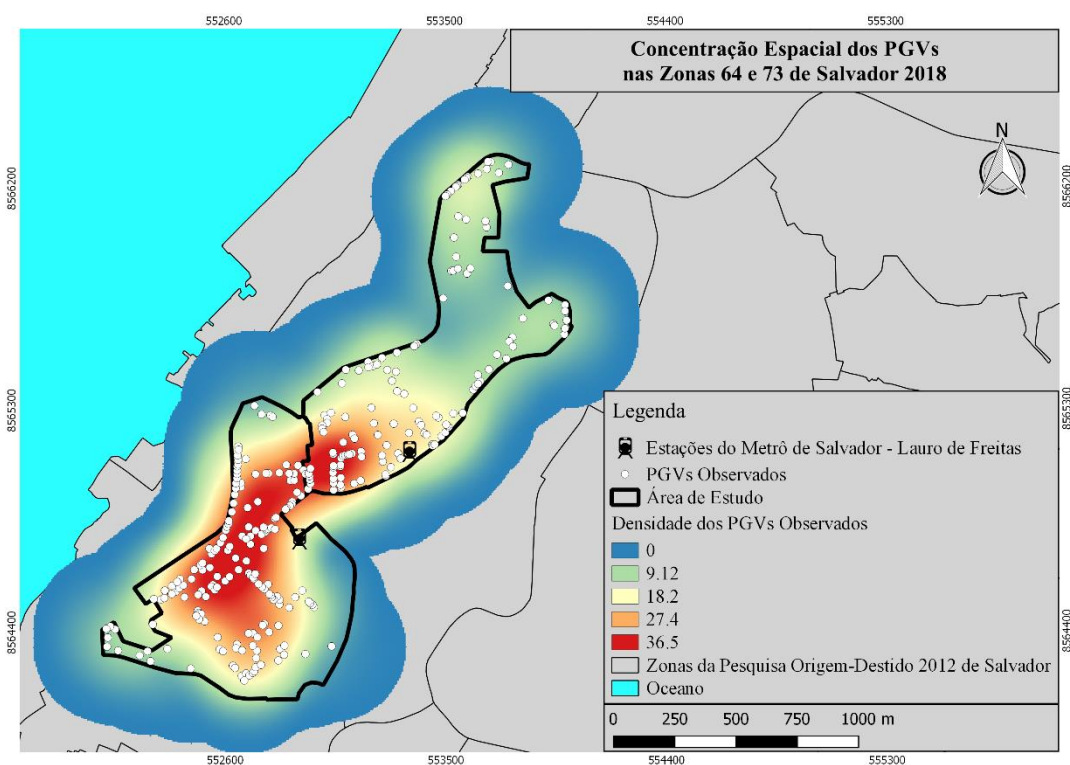 552600 553500 554400 555300
Concentração Espacial dos PGVs
nas Zonas 64 e 73 de Salvador 2018
N
8566200 8566200
8565300 8565300
Legenda
Estações do Metrô de Salvador - Lauro de Freitas
PGVs Observados
Área de Estudo
Densidade dos PGVs Observados
0
9.12
18.2
27.4
36.5
8564400 8564400
Zonas da Pesquisa Origem-Destido 2012 de Salvador
Oceano
0 250 500 750 1000 m
552600 553500 554400 555300